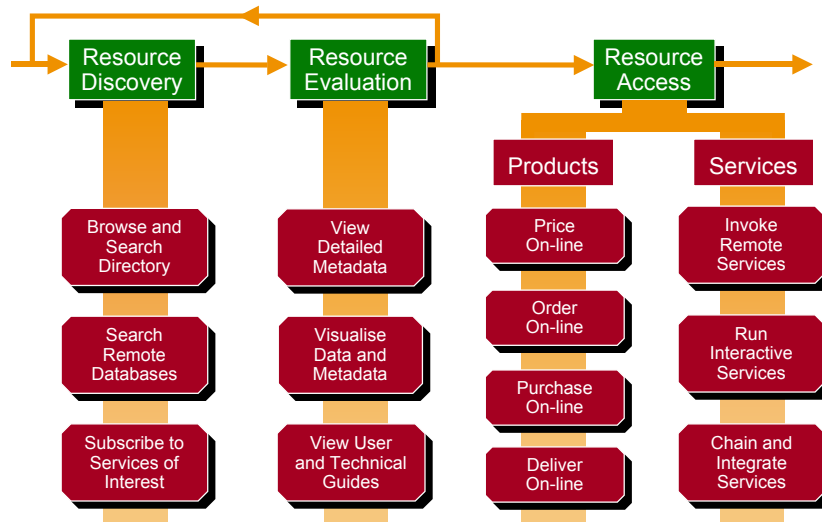 Resource
Discovery
Resource
Evaluation
Resource
Access
Products
Services
Browse and
Search
Directory
Search
Remote
Databases
Subscribe to
Services of
Interest
View
Detailed
Metadata
Visualise
Data and
Metadata
View User
and Technical
Guides
Price
On-line
Order
On-line
Purchase
On-line
Deliver
On-line
Invoke
Remote
Services
Run
Interactive
Services
Chain and
Integrate
Services